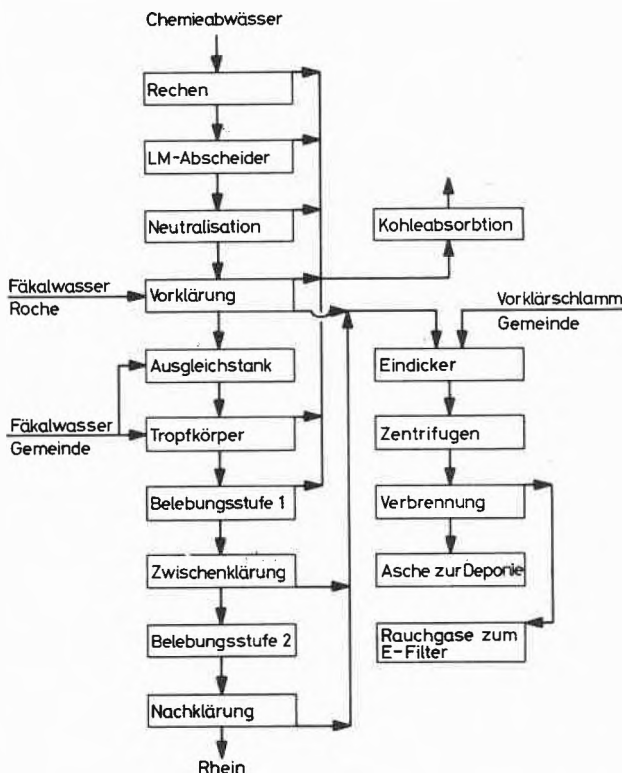 Chemieabwässer
Rechen
LM-Abscheider
Neutralisation
Kohleabsorbtion
Fäkalwasser
Roche
Vorklärung
Vorklärschlamm
Gemeinde
Ausgleichstank
Eindicker
Fäkalwasser
Gemeinde
Tropfkörper
Zentrifugen
Belebungsstufe 1
Verbrennung
Zwischenklärung
Asche zur Deponie
Belebungsstufe 2
Rauchgase zum
E-Filter
Nachklärung
Rhein